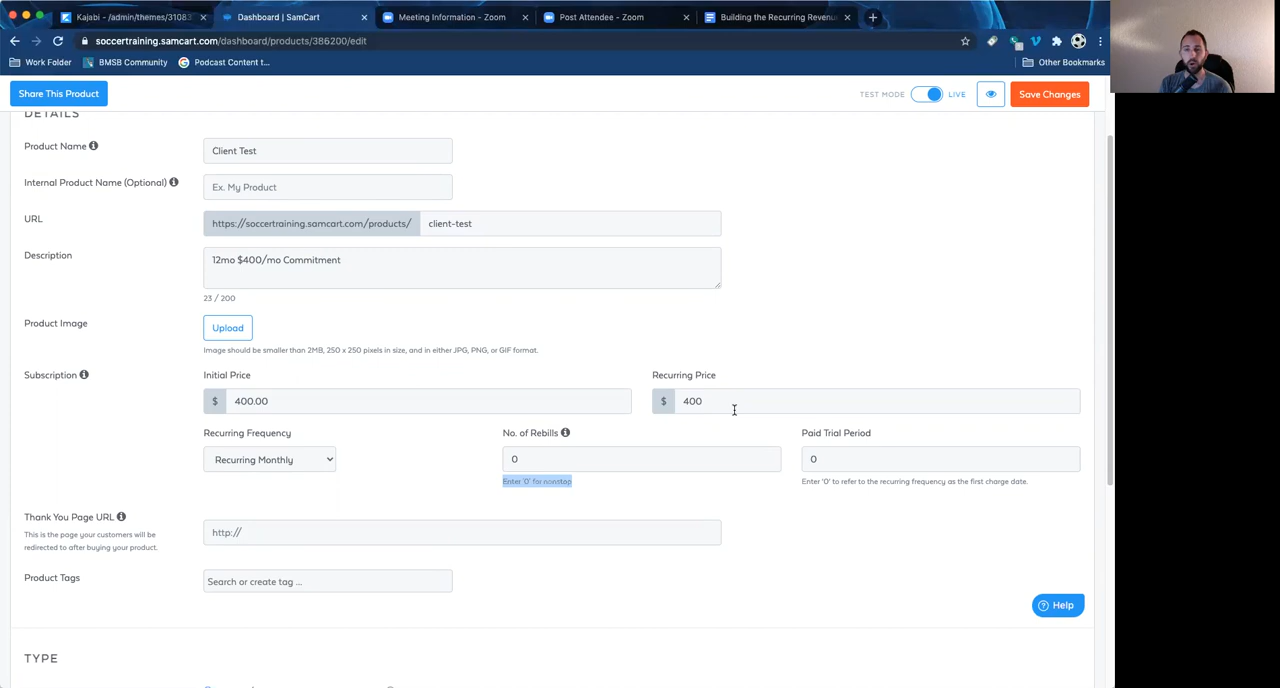 Kajabi - /admin/themes/31083
Dashboard | SamCart
Meeting Information - Zoom
Post Attendee - Zoom
Building the Recurring Revenu
soccertraining.samcart.com/dashboard/products/386200/edit
Work Folder
BMSB Community
Podcast Content t...
Other Bookmarks
Share This Product
TEST MODE
LIVE
Save Changes
DETAILS
Product Name
Client Test
Internal Product Name (Optional)
Ex. My Product
URL
https://soccertraining.samcart.com/products/
client-test
Description
12mo $400/mo Commitment
23 / 200
Product Image
Upload
Image should be smaller than 2MB, 250 x 250 pixels in size, and in either JPG, PNG, or GIF format.
Subscription
Initial Price
Recurring Price
$ 400.00
$ 400
Recurring Frequency
No. of Rebills
Paid Trial Period
Recurring Monthly
0
0
Enter '0' for nonstop
Enter '0' to refer to the recurring frequency as the first charge date.
Thank You Page URL
This is the page your customers will be
redirected to after buying your product.
http://
Product Tags
Search or create tag ...
Help
TYPE